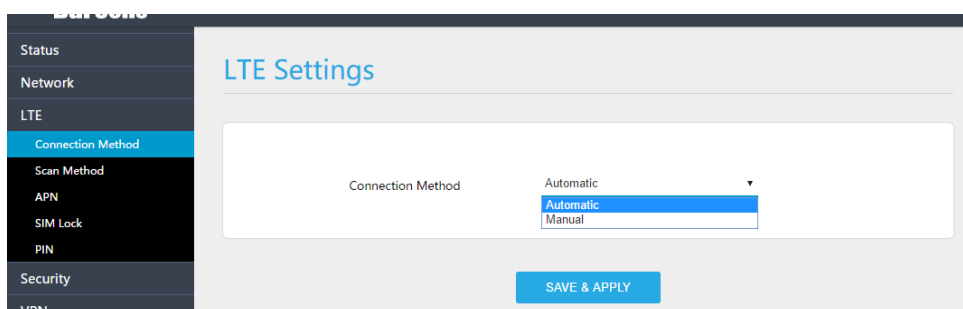 Status
Network
LTE
Connection Method
Scan Method
APN
SIM Lock
PIN
Security
VPN
LTE Settings
Connection Method
Automatic
Automatic
Manual
SAVE & APPLY